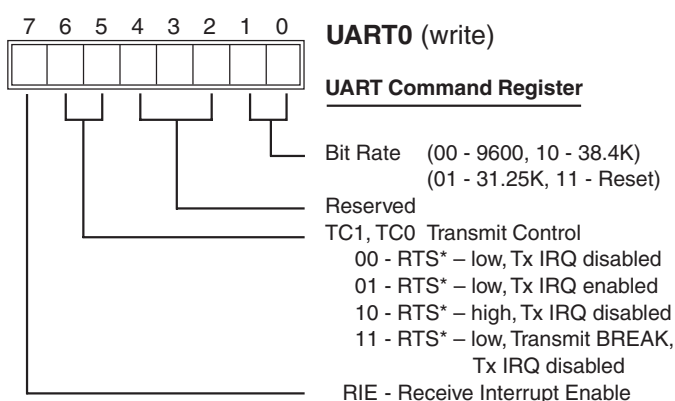 7 6 5 4 3 2 1 0
UART0 (write)
UART Command Register
Bit Rate (00 - 9600, 10 - 38.4K)
(01 - 31.25K, 11 - Reset)
Reserved
TC1, TC0 Transmit Control
00 - RTS* – low, Tx IRQ disabled
01 - RTS* – low, Tx IRQ enabled
10 - RTS* – high, Tx IRQ disabled
11 - RTS* – low, Transmit BREAK,
Tx IRQ disabled
RIE - Receive Interrupt Enable